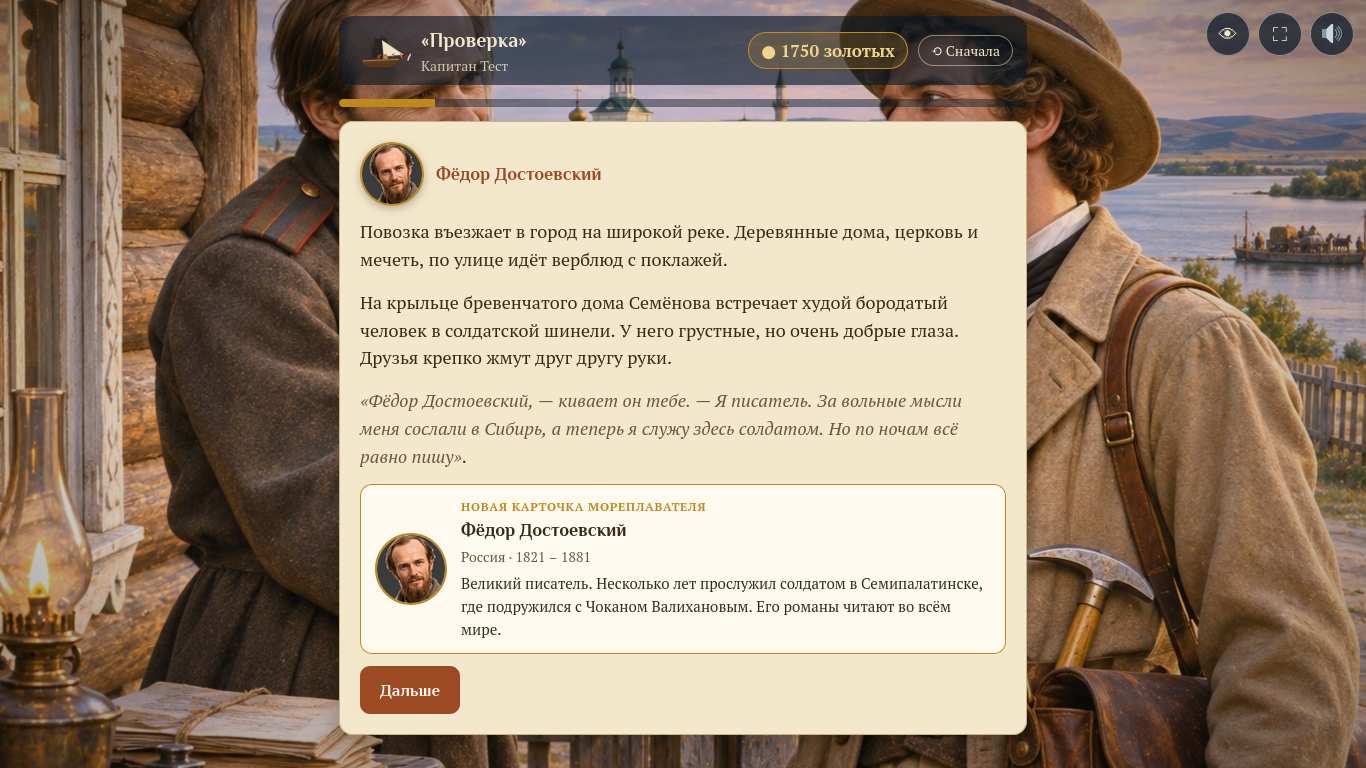 «Проверка»
Капитан Тест
1750 золотых
⟲ Сначала
Фёдор Достоевский
Повозка въезжает в город на широкой реке. Деревянные дома, церковь и
мечеть, по улице идёт верблюд с поклажей.
На крыльце бревенчатого дома Семёнова встречает худой бородатый
человек в солдатской шинели. У него грустные, но очень добрые глаза.
Друзья крепко жмут друг другу руки.
«Фёдор Достоевский, — кивает он тебе. — Я писатель. За вольные мысли
меня сослали в Сибирь, а теперь я служу здесь солдатом. Но по ночам всё
равно пишу».
НОВАЯ КАРТОЧКА МОРЕПЛАВАТЕЛЯ
Фёдор Достоевский
Россия · 1821 – 1881
Великий писатель. Несколько лет прослужил солдатом в Семипалатинске,
где подружился с Чоканом Валихановым. Его романы читают во всём
мире.
Дальше